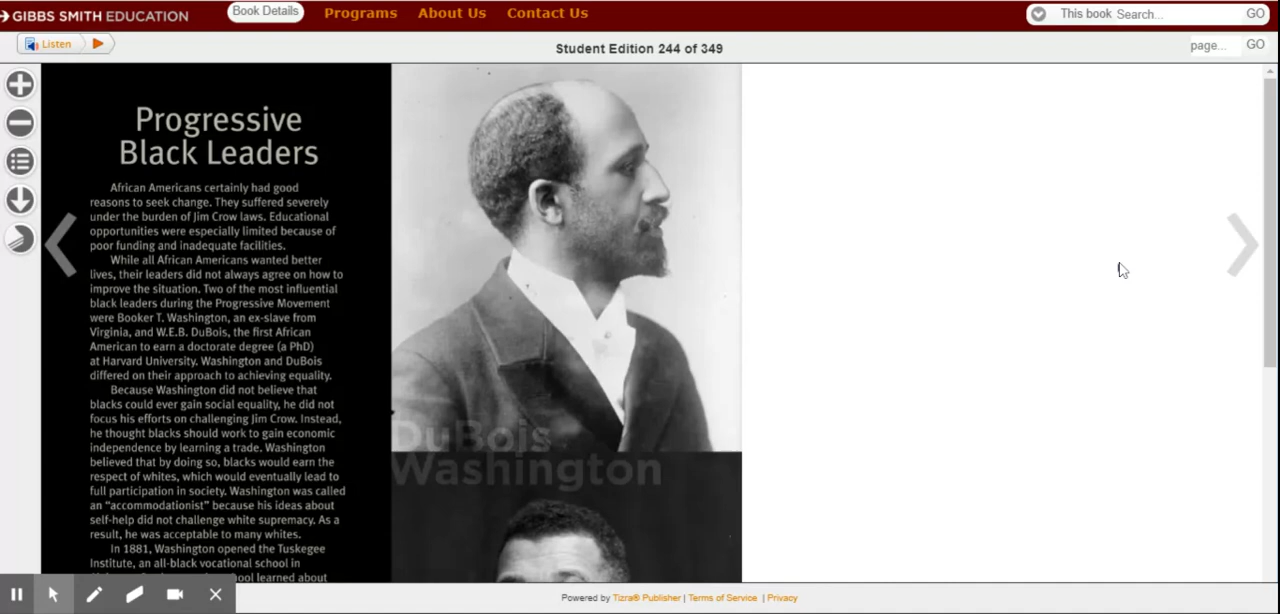 GIBBS SMITH EDUCATION
Book Details
Programs
About Us
Contact Us
This book
Search...
GO
Listen
Student Edition 244 of 349
page...
GO
Progressive
Black Leaders
African Americans certainly had good
reasons to seek change. They suffered severely
under the burden of Jim Crow laws. Educational
opportunities were especially limited because of
poor funding and inadequate facilities.
While all African Americans wanted better
lives, their leaders did not always agree on how to
improve the situation. Two of the most influential
black leaders during the Progressive Movement
were Booker T. Washington, an ex-slave from
Virginia, and W.E.B. DuBois, the first African
American to earn a doctorate degree (a PhD)
at Harvard University. Washington and DuBois
differed on their approach to achieving equality.
Because Washington did not believe that
blacks could ever gain social equality, he did not
focus his efforts on challenging Jim Crow. Instead,
he thought blacks should work to gain economic
independence by learning a trade. Washington
believed that by doing so, blacks would earn the
respect of whites, which would eventually lead to
full participation in society. Washington was called
an "accommodationist" because his ideas about
self-help did not challenge white supremacy. As a
result, he was acceptable to many whites.
In 1881, Washington opened the Tuskegee
Institute, an all-black vocational school in
learned about
DuBois
Washington
Powered by Tizra® Publisher | Terms of Service | Privacy